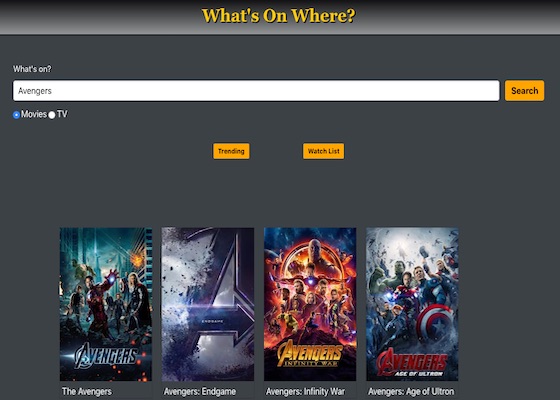 What's On Where?
What's on?
Avengers
Search
Movies TV
Trending
Watch List
AVENGERS
ENDGAME
AVENGERS
INFINITY WAR
AVENGERS
AGE OF ULTRON
The Avengers
Avengers: Endgame
Avengers: Infinity War
Avengers: Age of Ultron